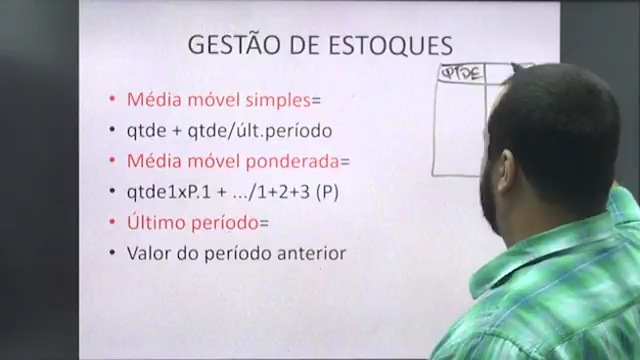 GESTÃO DE ESTOQUES
QTDE
• Média móvel simples=
• qtde + qtde/últ.período
• Média móvel ponderada=
• qtde1xP.1 + .../1+2+3 (P)
• Último período=
• Valor do período anterior